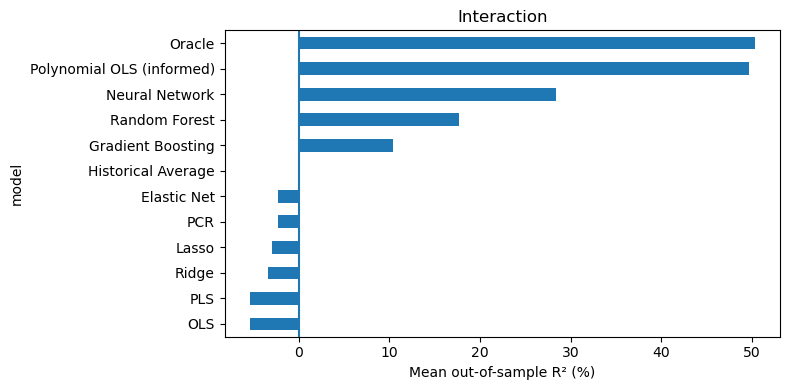 Interaction
Oracle
Polynomial OLS (informed)
Neural Network
Random Forest
Gradient Boosting
Historical Average
Elastic Net
PCR
Lasso
Ridge
PLS
OLS
model
0 10 20 30 40 50
Mean out-of-sample R² (%)